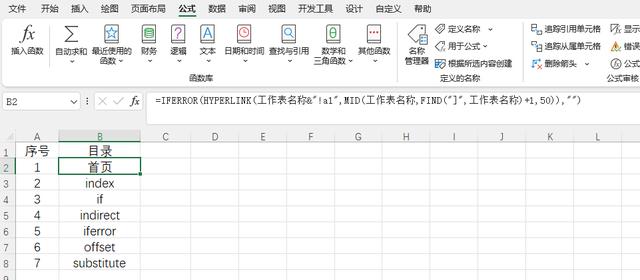 文件 开始 插入 绘图 页面布局 公式 数据 审阅 视图 开发工具 设计 自定义 帮助
fx Σ θ
插入函数 自动求和 最近使用的函数 财务 逻辑 文本 日期和时间 查找与引用 数学和三角函数 其他函数 名称管理器
定义名称 追踪引用单元格 显示
用于公式 追踪从属单元格 错误
根据所选内容创建 删除箭头 公式
函数库 定义的名称 公式审核
B2 fx =IFERROR(HYPERLINK(工作表名称&"!a1",MID(工作表名称,FIND("]",工作表名称)+1,50)),"")
A B C D E F G H I J K L M
1 序号 目录
2 1 首页
3 2 index
4 3 if
5 4 indirect
6 5 iferror
7 6 offset
8 7 substitute